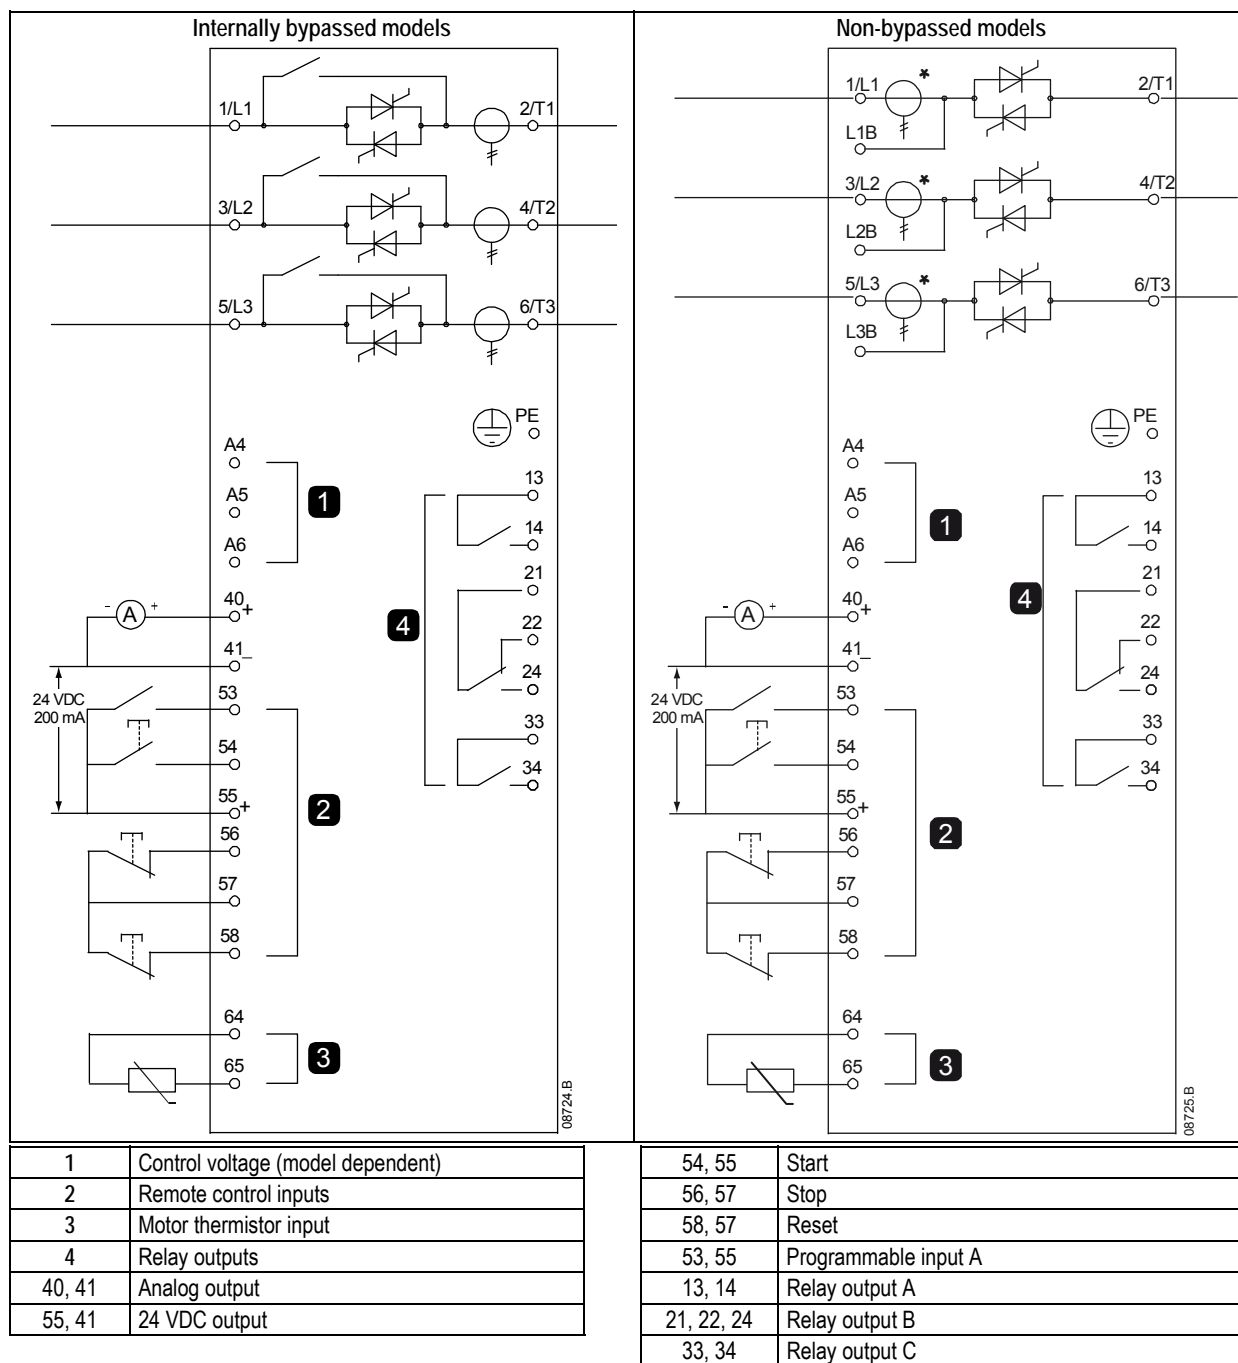 Internally bypassed models
1/L1
2/T1
3/L2
4/T2
5/L3
6/T3
PE
A4
A5
A6
1
13
14
21
22
24
33
34
4
- A +
40 +
41 _
24 VDC
200 mA
53
54
55 +
56
57
58
2
64
65
3
08724.B
Non-bypassed models
1/L1
*
2/T1
L1B
3/L2
*
4/T2
L2B
5/L3
*
6/T3
L3B
PE
A4
A5
A6
1
13
14
21
22
24
33
34
4
- A +
40 +
41 _
24 VDC
200 mA
53
54
55 +
56
57
58
2
64
65
3
08725.B
1 Control voltage (model dependent)
2 Remote control inputs
3 Motor thermistor input
4 Relay outputs
40, 41 Analog output
55, 41 24 VDC output
54, 55 Start
56, 57 Stop
58, 57 Reset
53, 55 Programmable input A
13, 14 Relay output A
21, 22, 24 Relay output B
33, 34 Relay output C